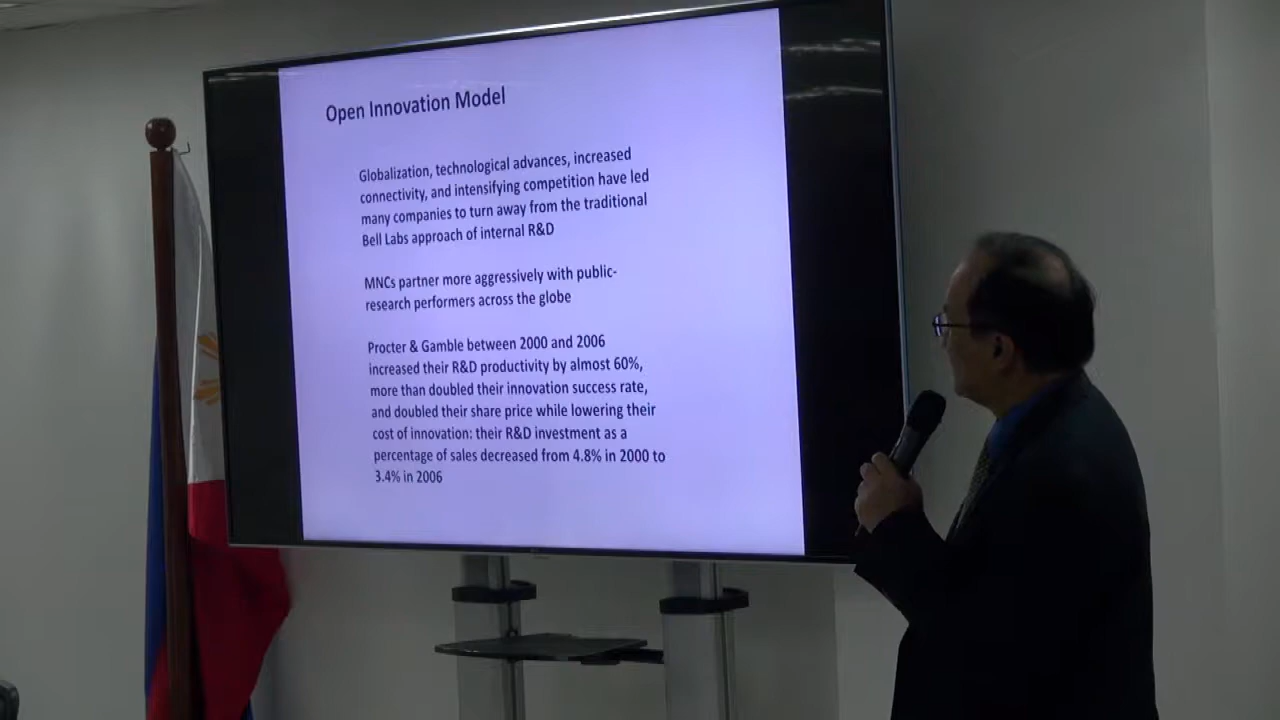 Open Innovation Model
Globalization, technological advances, increased
connectivity, and intensifying competition have led
many companies to turn away from the traditional
Bell Labs approach of internal R&D
MNCs partner more aggressively with public-
research performers across the globe
Procter & Gamble between 2000 and 2006
increased their R&D productivity by almost 60%,
more than doubled their innovation success rate,
and doubled their share price while lowering their
cost of innovation: their R&D investment as a
percentage of sales decreased from 4.8% in 2000 to
3.4% in 2006